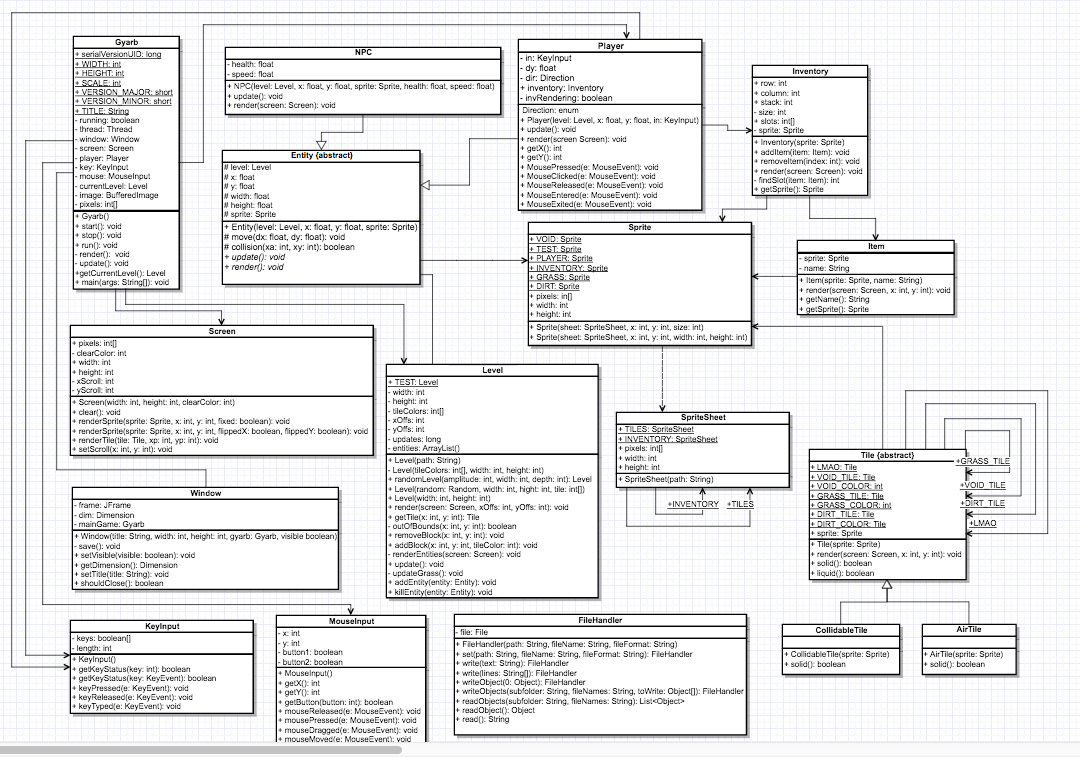 Gyarb
+ serialVersionUID: long
+ WIDTH: int
+ HEIGHT: int
+ SCALE: int
+ VERSION_MAJOR: short
+ VERSION_MINOR: short
+ TITLE: String
- running: boolean
- thread: Thread
- window: Window
- screen: Screen
- player: Player
- key: KeyInput
- mouse: MouseInput
- currentLevel: Level
- image: BufferedImage
- pixels: int[]
+ Gyarb()
+ start(): void
+ stop(): void
+ run(): void
- render(): void
- update(): void
+getCurrentLevel(): Level
+ main(args: String[]): void
NPC
- health: float
- speed: float
+ NPC(level: Level, x: float, y: float, sprite: Sprite, health: float, speed: float)
+ update(): void
+ render(screen: Screen): void
Player
- in: KeyInput
- dy: float
- dir: Direction
+ inventory: Inventory
- invRendering: boolean
Direction: enum
+ Player(level: Level, x: float, y: float, in: KeyInput)
+ update(): void
+ render(screen Screen): void
+ getX(): int
+ getY(): int
+ MousePressed(e: MouseEvent): void
+ MouseClicked(e: MouseEvent): void
+ MouseReleased(e: MouseEvent): void
+ MouseEntered(e: MouseEvent): void
+ MouseExited(e: MouseEvent): void
Inventory
+ row: int
+ column: int
+ stack: int
- size: int
+ slots: int[]
- sprite: Sprite
+ Inventory(sprite: Sprite)
+ addItem(item: Item): void
+ removeItem(index: int): void
+ render(screen: Screen): void
- findSlot(item: Item): int
+ getSprite(): Sprite
Entity {abstract}
# level: Level
# x: float
# y: float
# width: float
# height: float
# sprite: Sprite
+ Entity(level: Level, x: float, y: float, sprite: Sprite)
# move(dx: float, dy: float): void
# collision(xa: int, xy: int): boolean
+ update(): void
+ render(): void
Sprite
+ VOID: Sprite
+ TEST: Sprite
+ PLAYER: Sprite
+ INVENTORY: Sprite
+ GRASS: Sprite
+ DIRT: Sprite
+ pixels: in[]
+ width: int
+ height: int
+ Sprite(sheet: SpriteSheet, x: int, y: int, size: int)
+ Sprite(sheet: SpriteSheet, x: int, y: int, width: int, height: int)
Item
- sprite: Sprite
- name: String
+ Item(sprite: Sprite, name: String)
+ render(screen: Screen, x: int, y: int): void
+ getName(): String
+ getSprite(): Sprite
Screen
+ pixels: int[]
- clearColor: int
+ width: int
+ height: int
- xScroll: int
- yScroll: int
+ Screen(width: int, height: int, clearColor: int)
+ clear(): void
+ renderSprite(sprite: Sprite, x: int, y: int, fixed: boolean): void
+ renderSprite(sprite: Sprite, x: int, y: int, flippedX: boolean, flippedY: boolean): void
+ renderTile(tile: Tile, xp: int, yp: int): void
+ setScroll(x: int, y: int): void
Level
+ TEST: Level
- width: int
- height: int
- tileColors: int[]
- xOffs: int
- yOffs: int
- updates: long
- entities: ArrayList()
+ Level(path: String)
- Level(tileColors: int[], width: int, height: int)
+ randomLevel(amplitude: int, width: int, depth: int): Level
- Level(random: Random, width: int, hight: int, tile: int[])
+ Level(width: int, height: int)
+ render(screen: Screen, xOffs: int, yOffs: int): void
+ getTile(x: int, y: int): Tile
- outOfBounds(x: int, y: int): boolean
+ removeBlock(x: int, y: int): void
+ addBlock(x: int, y: int, tileColor: int): void
- renderEntities(screen: Screen): void
+ update(): void
- updateGrass(): void
+ addEntity(entity: Entity): void
+ killEntity(entity: Entity): void
SpriteSheet
+ TILES: SpriteSheet
+ INVENTORY: SpriteSheet
+ pixels: int[]
+ width: int
+ height: int
+ SpriteSheet(path: String)
+INVENTORY
+TILES
Tile {abstract}
+ LMAO: Tile
+ VOID_TILE: Tile
+ VOID_COLOR: int
+ GRASS_TILE: Tile
+ GRASS_COLOR: int
+ DIRT_TILE: Tile
+ DIRT_COLOR: Tile
+ sprite: Sprite
+ Tile(sprite: Sprite)
+ render(screen: Screen, x: int, y: int): void
+ solid(): boolean
+ liquid(): boolean
+GRASS_TILE
+VOID_TILE
+DIRT_TILE
+LMAO
Window
- frame: JFrame
- dim: Dimension
- mainGame: Gyarb
+ Window(title: String, width: int, height: int, gyarb: Gyarb, visible boolean)
- save(): void
+ setVisible(visible: boolean): void
+ getDimension(): Dimension
+ setTitle(title: String): void
+ shouldClose(): boolean
KeyInput
- keys: boolean[]
- length: int
+ KeyInput()
+ getKeyStatus(key: int): boolean
+ getKeyStatus(key: KeyEvent): boolean
+ keyPressed(e: KeyEvent): void
+ keyReleased(e: KeyEvent): void
+ keyTyped(e: KeyEvent): void
MouseInput
- x: int
- y: int
- button1: boolean
- button2: boolean
+ MouseInput()
+ getX(): int
+ getY(): int
+ getButton(button: int): boolean
+ mouseReleased(e: MouseEvent): void
+ mousePressed(e: MouseEvent): void
+ mouseDragged(e: MouseEvent): void
+ mouseMoved(e: MouseEvent): void
FileHandler
- file: File
+ FileHandler(path: String, fileName: String, fileFormat: String)
+ set(path: String, fileName: String, fileFormat: String): FileHandler
+ write(text: String): FileHandler
+ write(lines: String[]): FileHandler
+ writeObject(0: Object): FileHandler
+ writeObjects(subfolder: String, fileNames: String, toWrite: Object[]): FileHandler
+ readObjects(subfolder: String, fileNames: String): List<Object>
+ readObject(): Object
+ read(): String
CollidableTile
+ CollidableTile(sprite: Sprite)
+ solid(): boolean
AirTile
+ AirTile(sprite: Sprite)
+ solid(): boolean